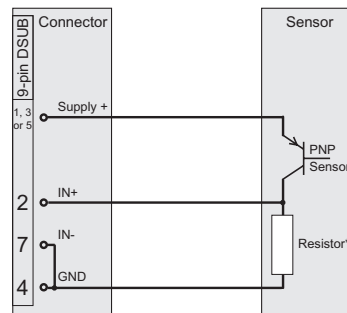 Connector
Sensor
9-pin DSUB
1, 3
or 5
Supply +
PNP
Sensor
2
IN+
7
IN-
Resistor*
4
GND